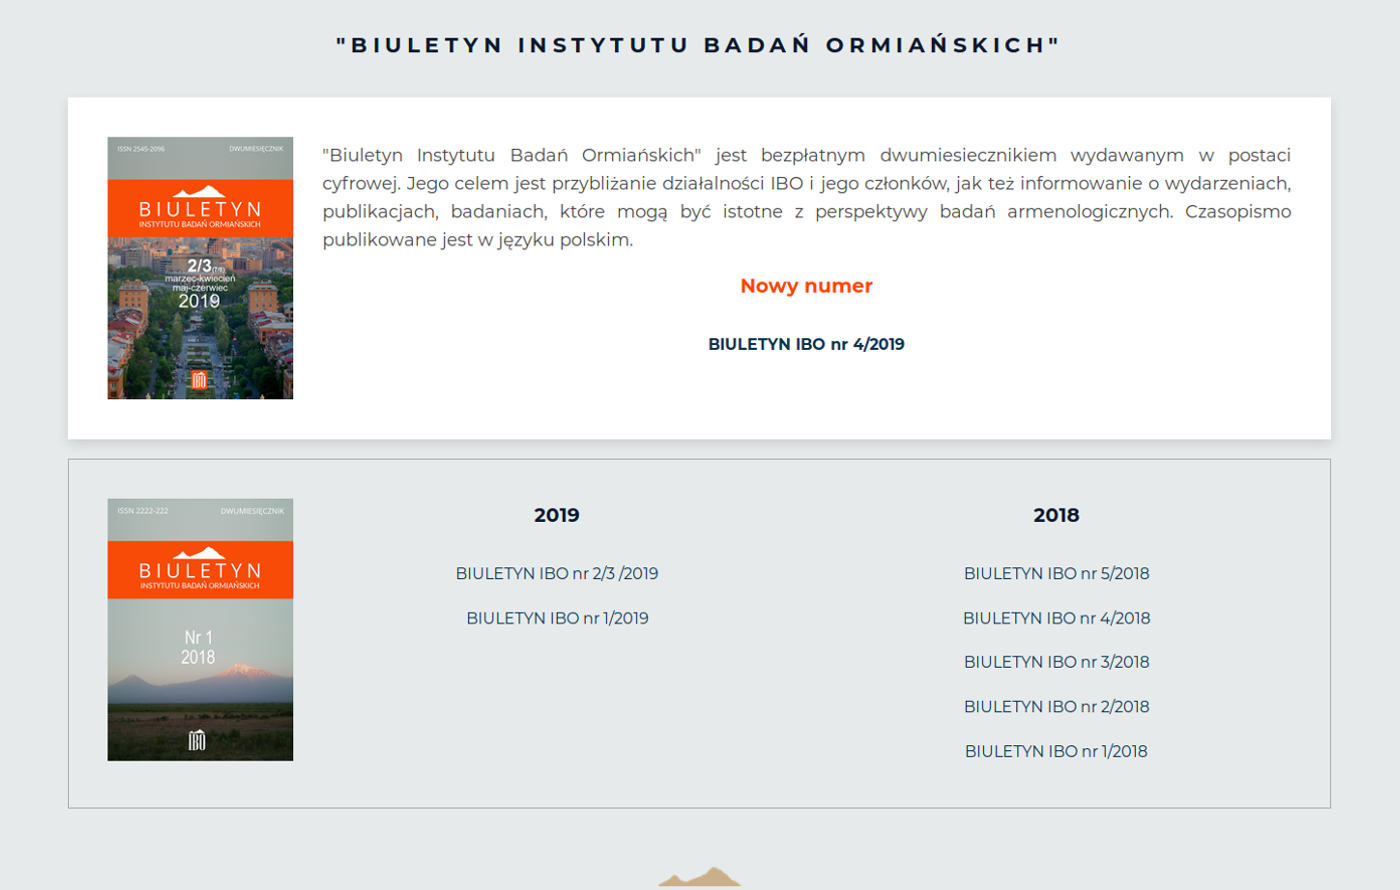 "BIULETYN INSTYTUTU BADAŃ ORMIAŃSKICH"
ISSN 2545-2096 DWUMIESIĘCZNIK
BIULETYN
INSTYTUTU BADAŃ ORMIAŃSKICH
2/3 (7/8)
marzec-kwiecień
maj-czerwiec
2019
IBO
"Biuletyn Instytutu Badań Ormiańskich" jest bezpłatnym dwumiesiecznikiem wydawanym w postaci
cyfrowej. Jego celem jest przybliżanie działalności IBO i jego członków, jak też informowanie o wydarzeniach,
publikacjach, badaniach, które mogą być istotne z perspektywy badań armenologicznych. Czasopismo
publikowane jest w języku polskim.
Nowy numer
BIULETYN IBO nr 4/2019
ISSN 2222-222 DWUMIESIĘCZNIK
BIULETYN
INSTYTUTU BADAŃ ORMIAŃSKICH
Nr 1
2018
IBO
2019
BIULETYN IBO nr 2/3 /2019
BIULETYN IBO nr 1/2019
2018
BIULETYN IBO nr 5/2018
BIULETYN IBO nr 4/2018
BIULETYN IBO nr 3/2018
BIULETYN IBO nr 2/2018
BIULETYN IBO nr 1/2018